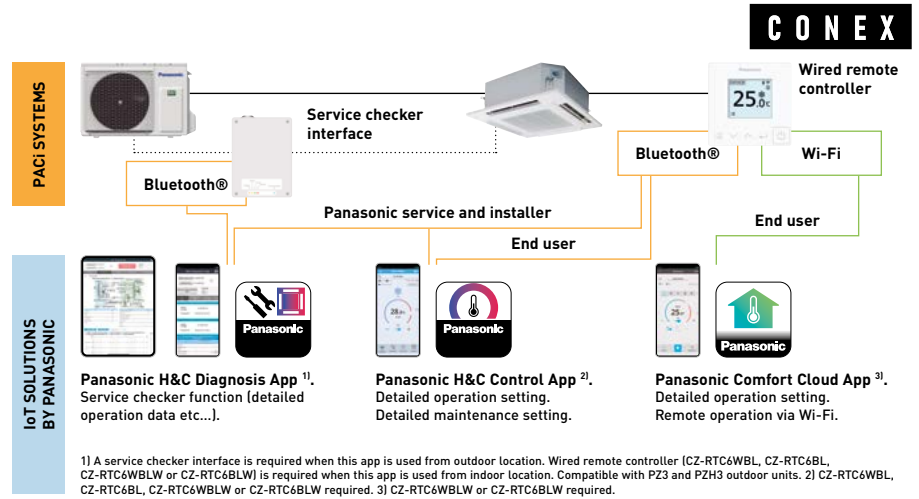 CONEX
PACi SYSTEMS
Panasonic
Service checker
interface
Panasonic
25.0c
Wired remote
controller
Bluetooth®
Bluetooth®
Wi-Fi
Panasonic service and installer
End user
End user
IoT SOLUTIONS
BY PANASONIC
Panasonic
Panasonic
Panasonic
Panasonic H&C Diagnosis App 1).
Service checker function (detailed
operation data etc...).
Panasonic H&C Control App 2).
Detailed operation setting.
Detailed maintenance setting.
Panasonic Comfort Cloud App 3).
Detailed operation setting.
Remote operation via Wi-Fi.
1) A service checker interface is required when this app is used from outdoor location. Wired remote controller (CZ-RTC6WBL, CZ-RTC6BL,
CZ-RTC6WBLW or CZ-RTC6BLW) is required when this app is used from indoor location. Compatible with PZ3 and PZH3 outdoor units. 2) CZ-RTC6WBL,
CZ-RTC6BL, CZ-RTC6WBLW or CZ-RTC6BLW required. 3) CZ-RTC6WBLW or CZ-RTC6BLW required.